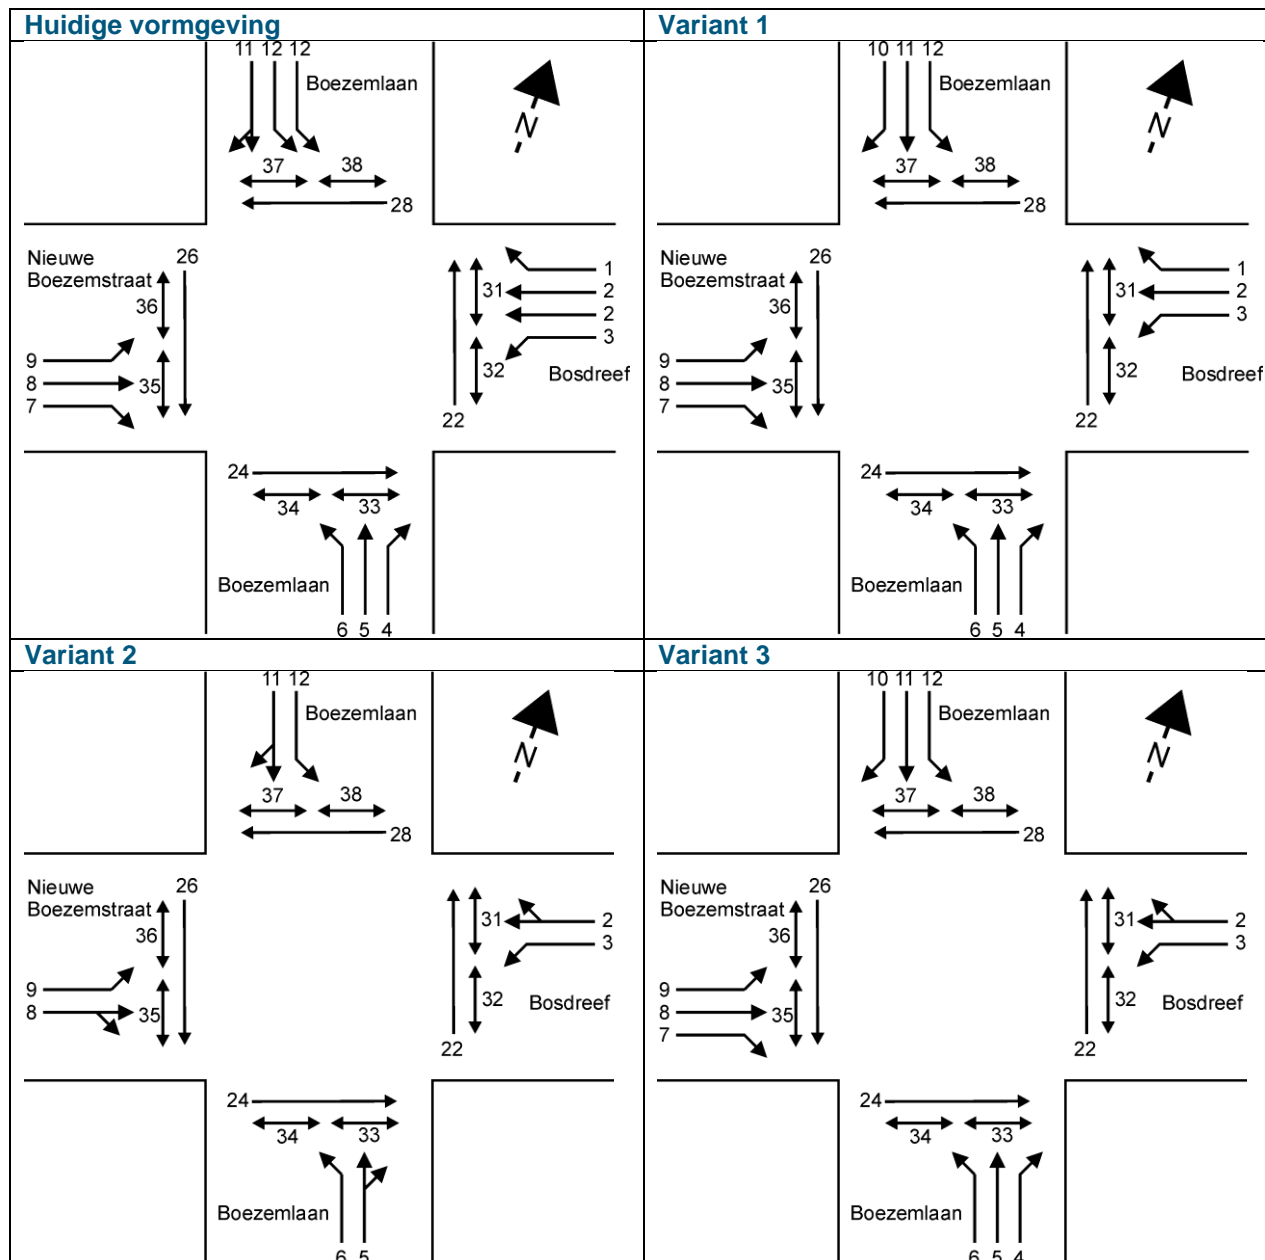 Huidige vormgeving
11 12 12
Boezemlaan
N
37 38
28
Nieuwe
Boezemstraat
26
36
9
8
7
35
31
32
1
2
2
3
Bosdreef
22
24
34 33
Boezemlaan
6 5 4
Variant 1
10 11 12
Boezemlaan
N
37 38
28
Nieuwe
Boezemstraat
26
36
9
8
7
35
31
32
1
2
3
Bosdreef
22
24
34 33
Boezemlaan
6 5 4
Variant 2
11 12
Boezemlaan
N
37 38
28
Nieuwe
Boezemstraat
26
36
9
8
35
31
32
2
3
Bosdreef
22
24
34 33
Boezemlaan
6 5
Variant 3
10 11 12
Boezemlaan
N
37 38
28
Nieuwe
Boezemstraat
26
36
9
8
7
35
31
32
2
3
Bosdreef
22
24
34 33
Boezemlaan
6 5 4